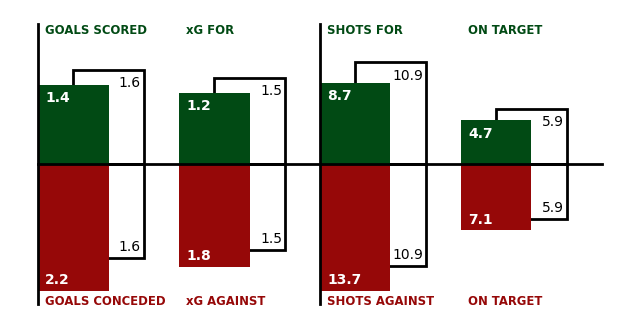 GOALS SCORED xG FOR SHOTS FOR ON TARGET
1.4 1.6 1.2 1.5 8.7 10.9 4.7 5.9
2.2 1.6 1.8 1.5 13.7 10.9 7.1 5.9
GOALS CONCEDED xG AGAINST SHOTS AGAINST ON TARGET